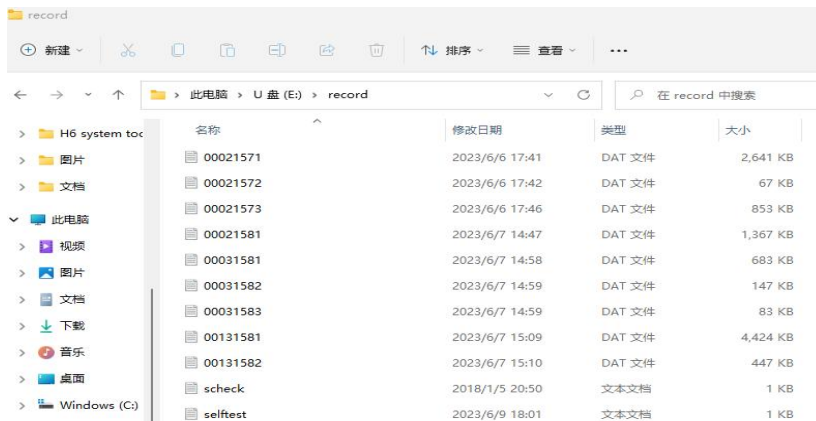 record
新建 排序 查看 ...
此电脑 > U 盘 (E:) > record 在 record 中搜索
名称 修改日期 类型 大小
H6 system too
图片
文档
此电脑
视频
图片
文档
下载
音乐
桌面
Windows (C:)
00021571 2023/6/6 17:41 DAT 文件 2,641 KB
00021572 2023/6/6 17:42 DAT 文件 67 KB
00021573 2023/6/6 17:46 DAT 文件 853 KB
00021581 2023/6/7 14:47 DAT 文件 1,367 KB
00031581 2023/6/7 14:58 DAT 文件 683 KB
00031582 2023/6/7 14:59 DAT 文件 147 KB
00031583 2023/6/7 14:59 DAT 文件 83 KB
00131581 2023/6/7 15:09 DAT 文件 4,424 KB
00131582 2023/6/7 15:10 DAT 文件 447 KB
scheck 2018/1/5 20:50 文本文档 1 KB
selftest 2023/6/9 18:01 文本文档 1 KB